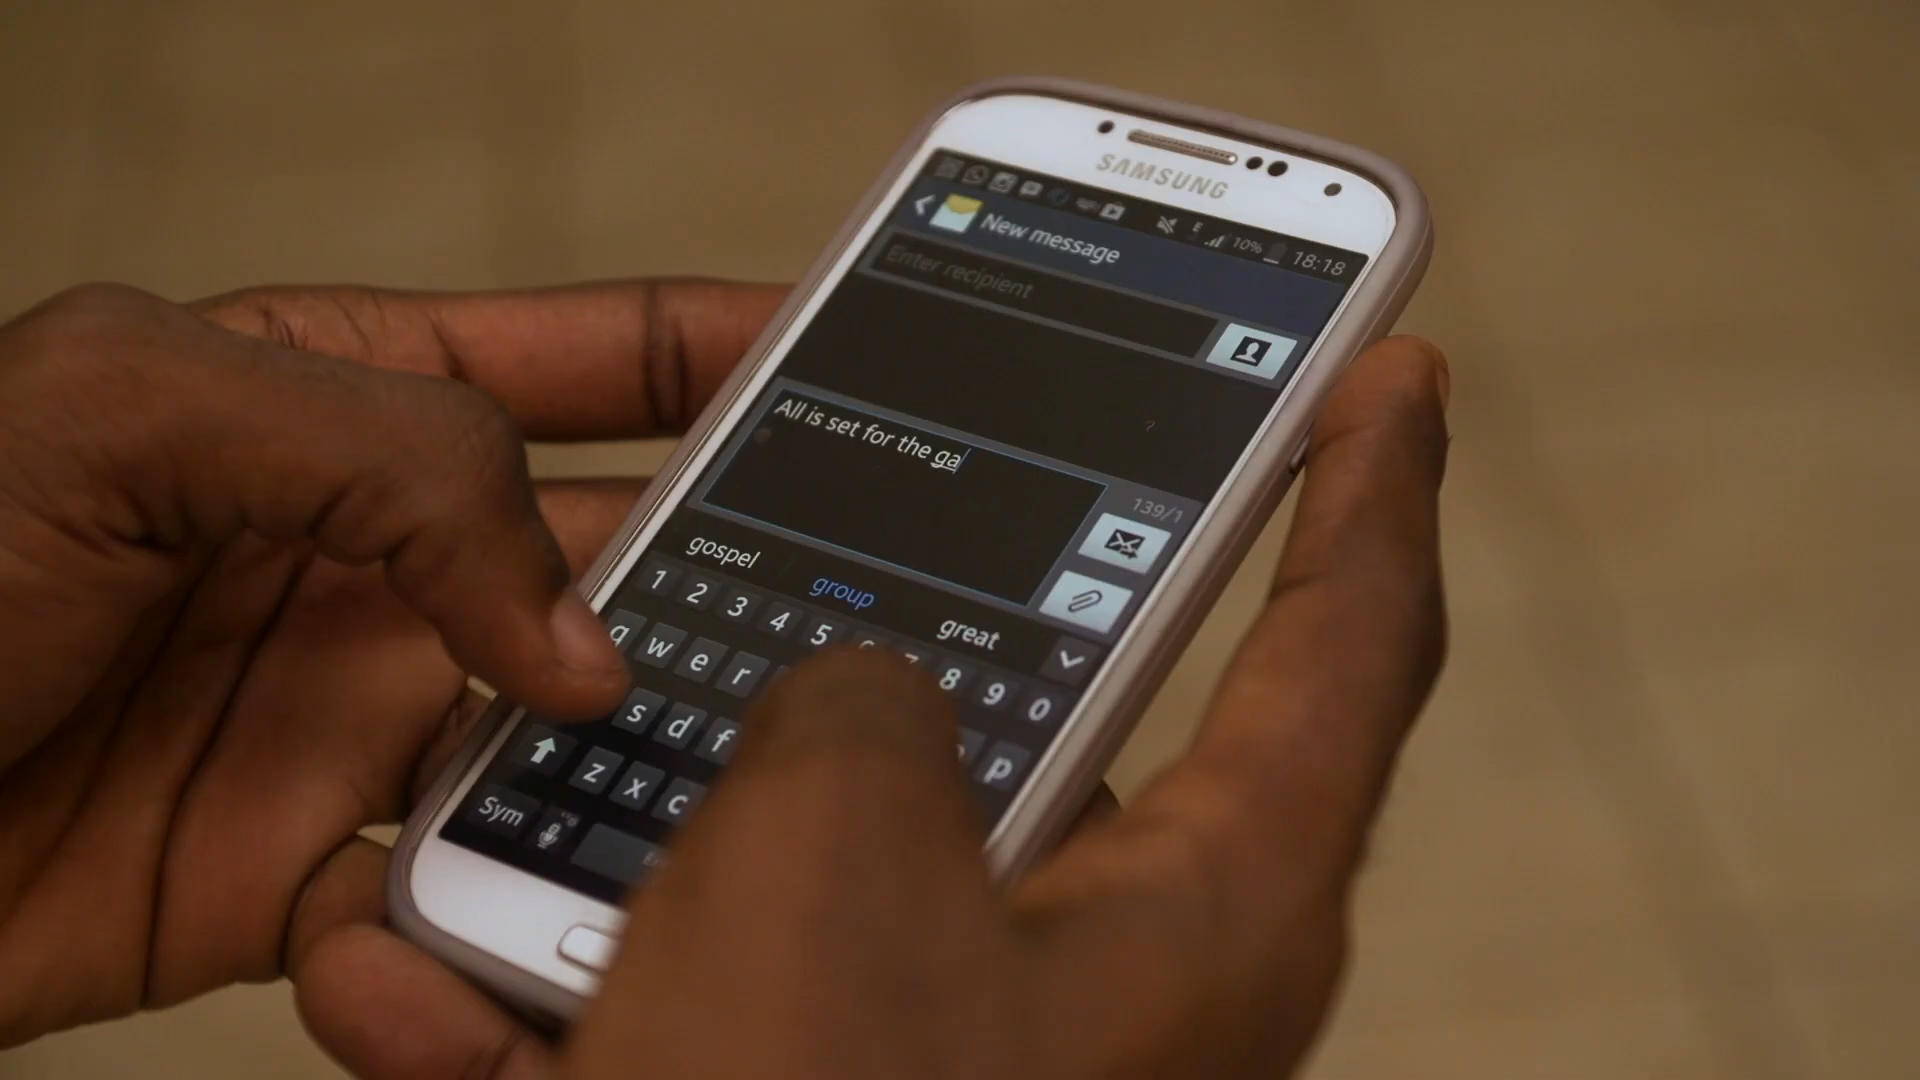 SAMSUNG
E 10% 18:18
New message
Enter recipient
?
All is set for the ga
139/1
gospel group great
1 2 3 4 5 7 8 9 0
q w e r p
s d f
z x c
Sym